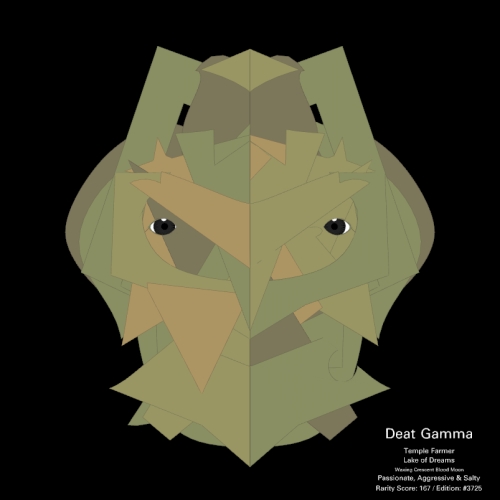 Deat Gamma
Temple Farmer
Lake of Dreams
Waxing Crescent Blood Moon
Passionate, Aggressive & Salty
Rarity Score: 167 / Edition: #3725